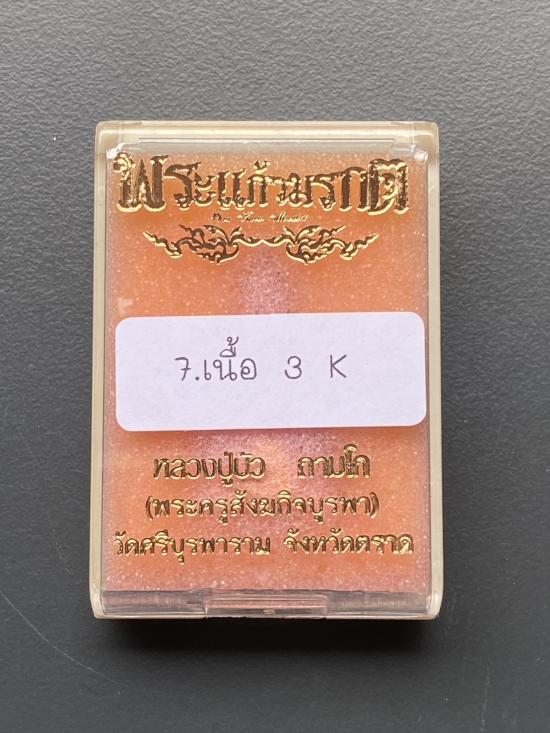 พระแก้วมรกต
Pra Kaew Morakot
7.เนื้อ 3 K
หลวงปู่บัว ถามโก
(พระครูสังฆกิจบูรพา)
วัดศรีบุรพาราม จังหวัดตราด